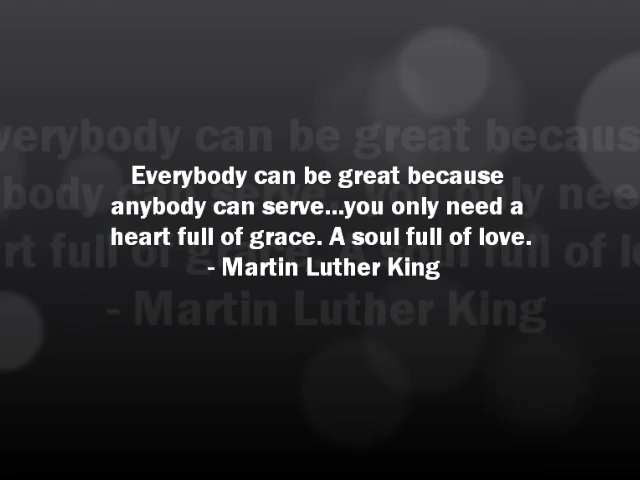 Everybody can be great because
anybody can serve...you only need a
heart full of grace. A soul full of love.
- Martin Luther King